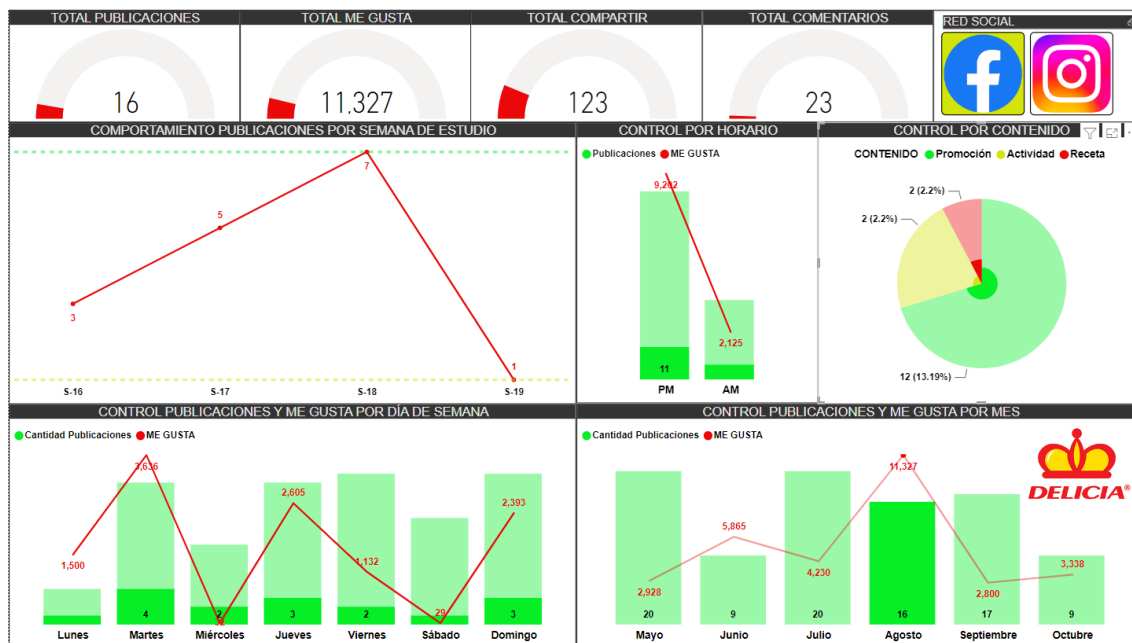 TOTAL PUBLICACIONES
16
TOTAL ME GUSTA
11,327
TOTAL COMPARTIR
123
TOTAL COMENTARIOS
23
RED SOCIAL
COMPORTAMIENTO PUBLICACIONES POR SEMANA DE ESTUDIO
3
5
7
1
S-16 S-17 S-18 S-19
CONTROL POR HORARIO
Publicaciones ME GUSTA
9,202
2,125
11
PM AM
CONTROL POR CONTENIDO
CONTENIDO Promoción Actividad Receta
2 (2.2%)
2 (2.2%)
12 (13.19%)
CONTROL PUBLICACIONES Y ME GUSTA POR DÍA DE SEMANA
Cantidad Publicaciones ME GUSTA
1,500
3,636
2,605
1,132
29
2,393
4 2 3 2 3
Lunes Martes Miércoles Jueves Viernes Sábado Domingo
CONTROL PUBLICACIONES Y ME GUSTA POR MES
Cantidad Publicaciones ME GUSTA
DELICIA®
2,928
5,865
4,230
11,327
2,800
3,338
20 9 20 16 17 9
Mayo Junio Julio Agosto Septiembre Octubre